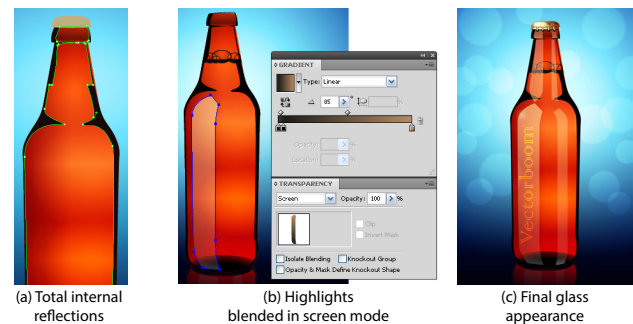 GRADIENT
Type: Linear
85 °
%
Opacity: %
Location: %
TRANSPARENCY
Screen Opacity: 100 %
Clip
Invert Mask
Isolate Blending Knockout Group
Opacity & Mask Define Knockout Shape
Vectorboom
(a) Total internal
reflections
(b) Highlights
blended in screen mode
(c) Final glass
appearance